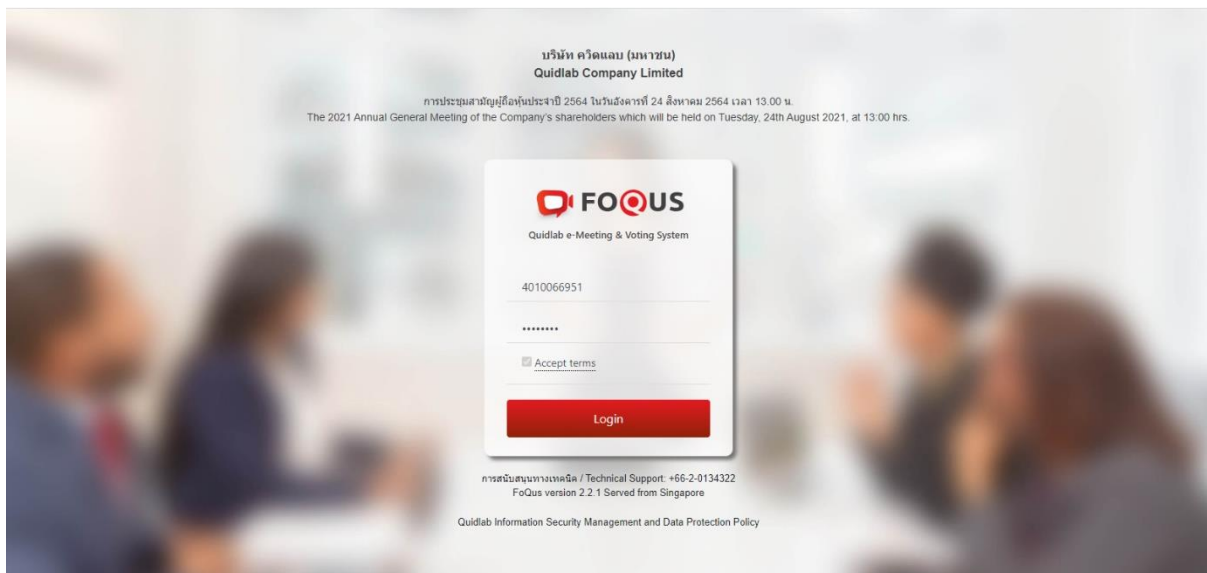 บริษัท ควิดแลบ (มหาชน)
Quidlab Company Limited
การประชุมสามัญผู้ถือหุ้นประจำปี 2564 ในวันอังคารที่ 24 สิงหาคม 2564 เวลา 13.00 น.
The 2021 Annual General Meeting of the Company's shareholders which will be held on Tuesday, 24th August 2021, at 13:00 hrs.
FOQUS
Quidlab e-Meeting & Voting System
4010066951
••••••••
Accept terms
Login
การสนับสนุนทางเทคนิค / Technical Support: +66-2-0134322
FoQus version 2.2.1 Served from Singapore
Quidlab Information Security Management and Data Protection Policy